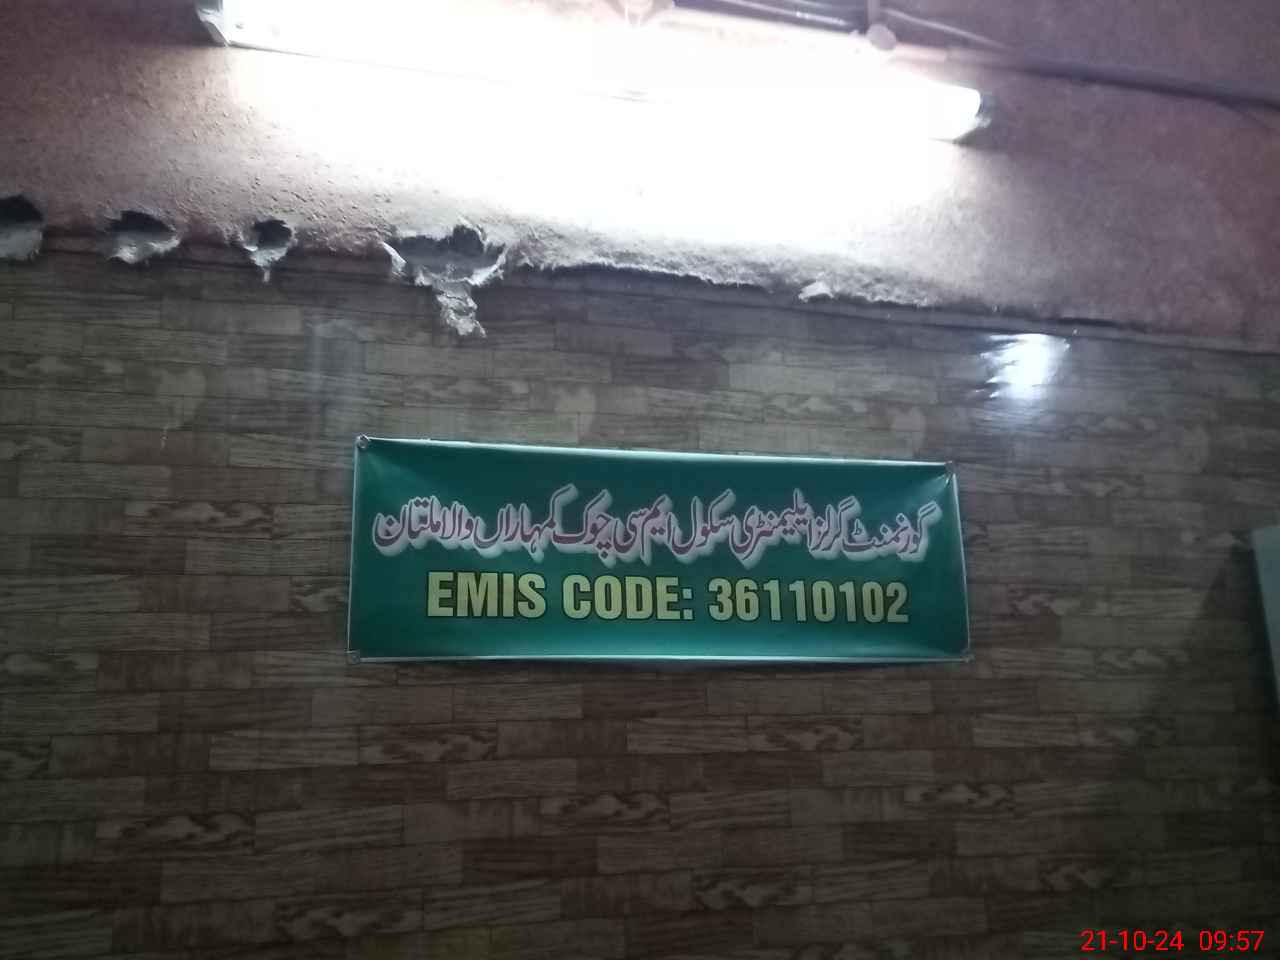 گورنمنٹ گرلز ایلیمنٹری سکول ایم سی چوک کمہاراں والا ملتان
EMIS CODE: 36110102
21-10-24 09:57